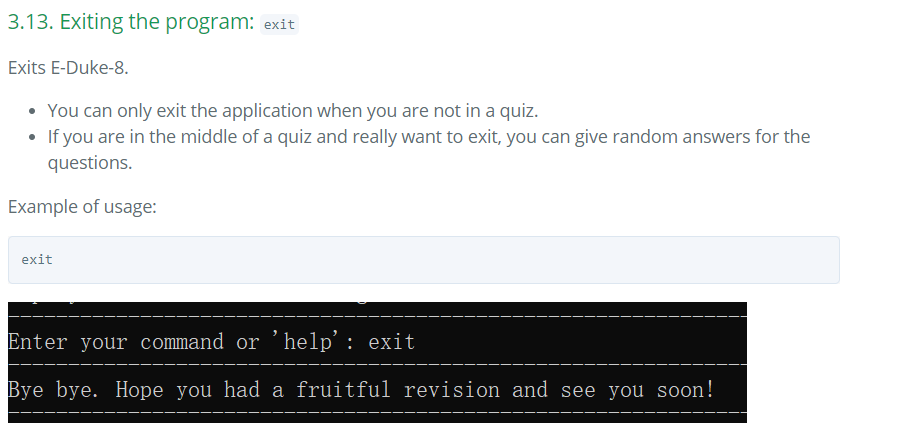 3.13. Exiting the program: exit
Exits E-Duke-8.
• You can only exit the application when you are not in a quiz.
• If you are in the middle of a quiz and really want to exit, you can give random answers for the
questions.
Example of usage:
exit
Enter your command or 'help': exit
Bye bye. Hope you had a fruitful revision and see you soon!